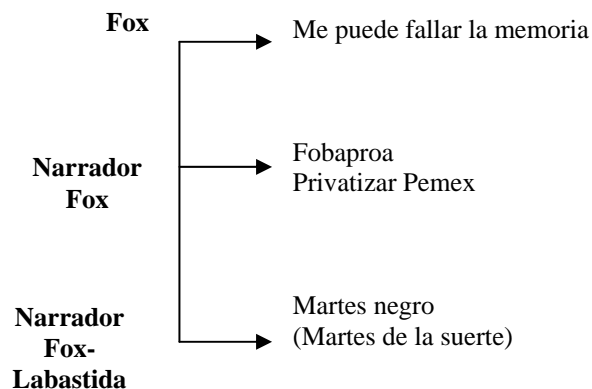 Fox
Me puede fallar la memoria
Narrador
Fox
Fobaproa
Privatizar Pemex
Narrador
Fox-
Labastida
Martes negro
(Martes de la suerte)